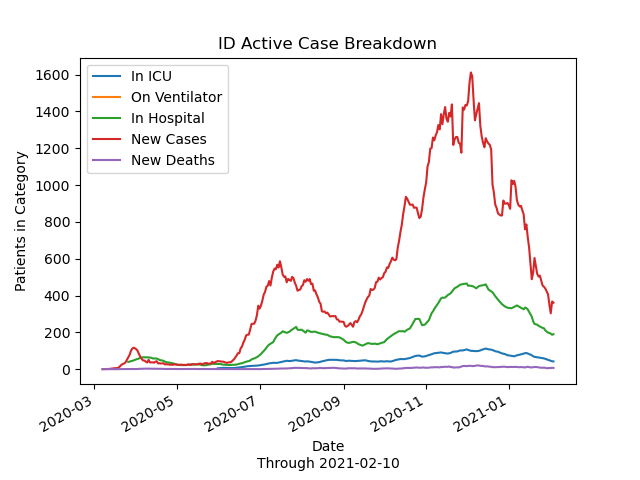 ID Active Case Breakdown
In ICU
On Ventilator
In Hospital
New Cases
New Deaths
Patients in Category
1600
1400
1200
1000
800
600
400
200
0
2020-03
2020-05
2020-07
2020-09
2020-11
2021-01
Date
Through 2021-02-10